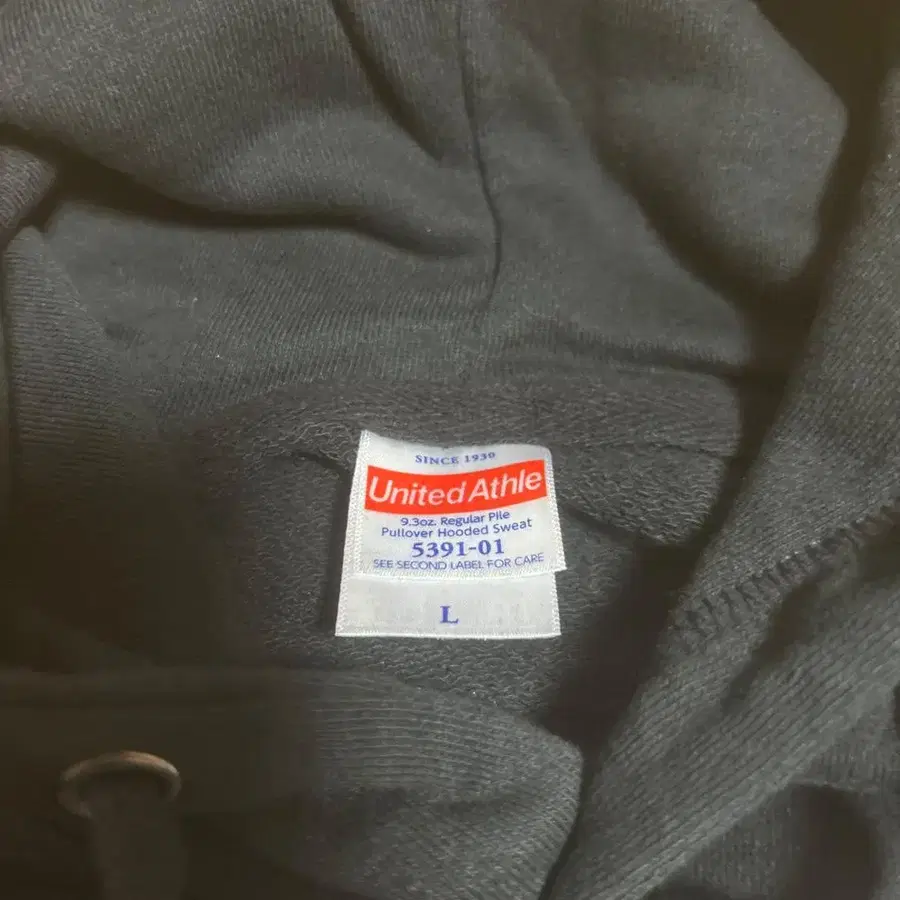 SINCE 1930
United Athle
9.3oz. Regular Pile
Pullover Hooded Sweat
5391-01
SEE SECOND LABEL FOR CARE
L